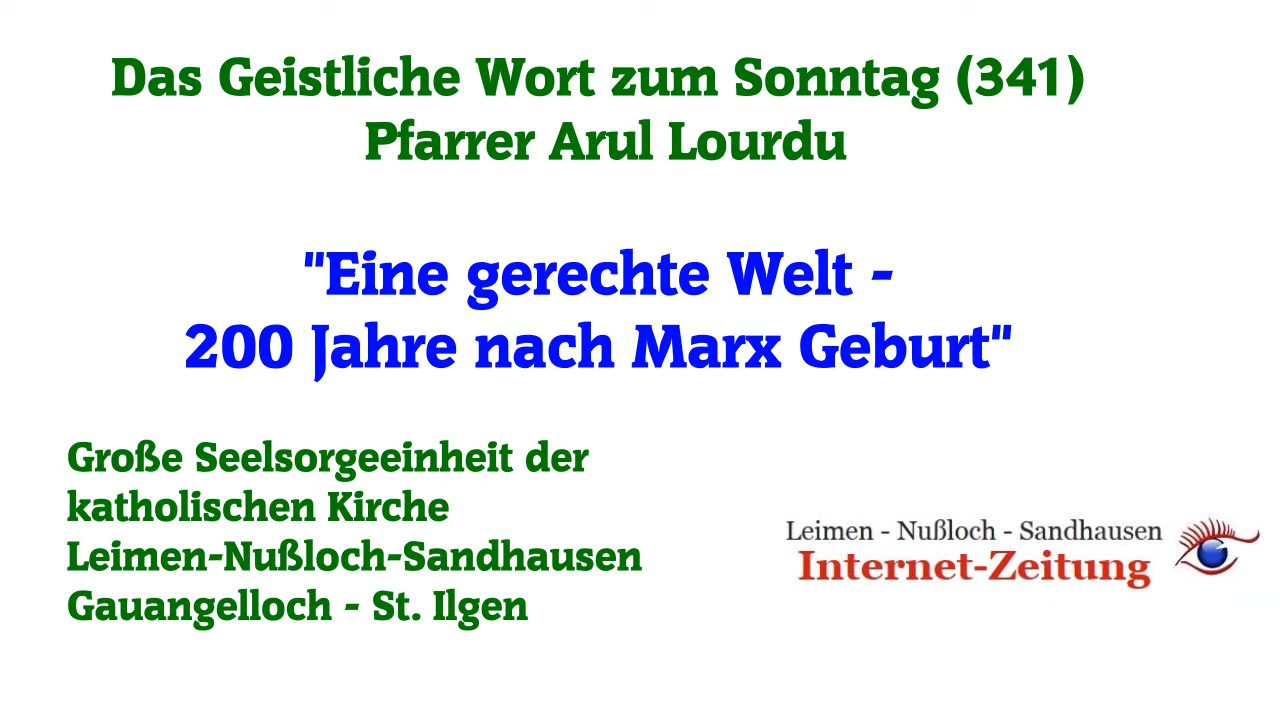 Das Geistliche Wort zum Sonntag (341)
Pfarrer Arul Lourdu
"Eine gerechte Welt -
200 Jahre nach Marx Geburt"
Große Seelsorgeeinheit der
katholischen Kirche
Leimen-Nußloch-Sandhausen
Gauangelloch - St. Ilgen
Leimen - Nußloch - Sandhausen
Internet-Zeitung